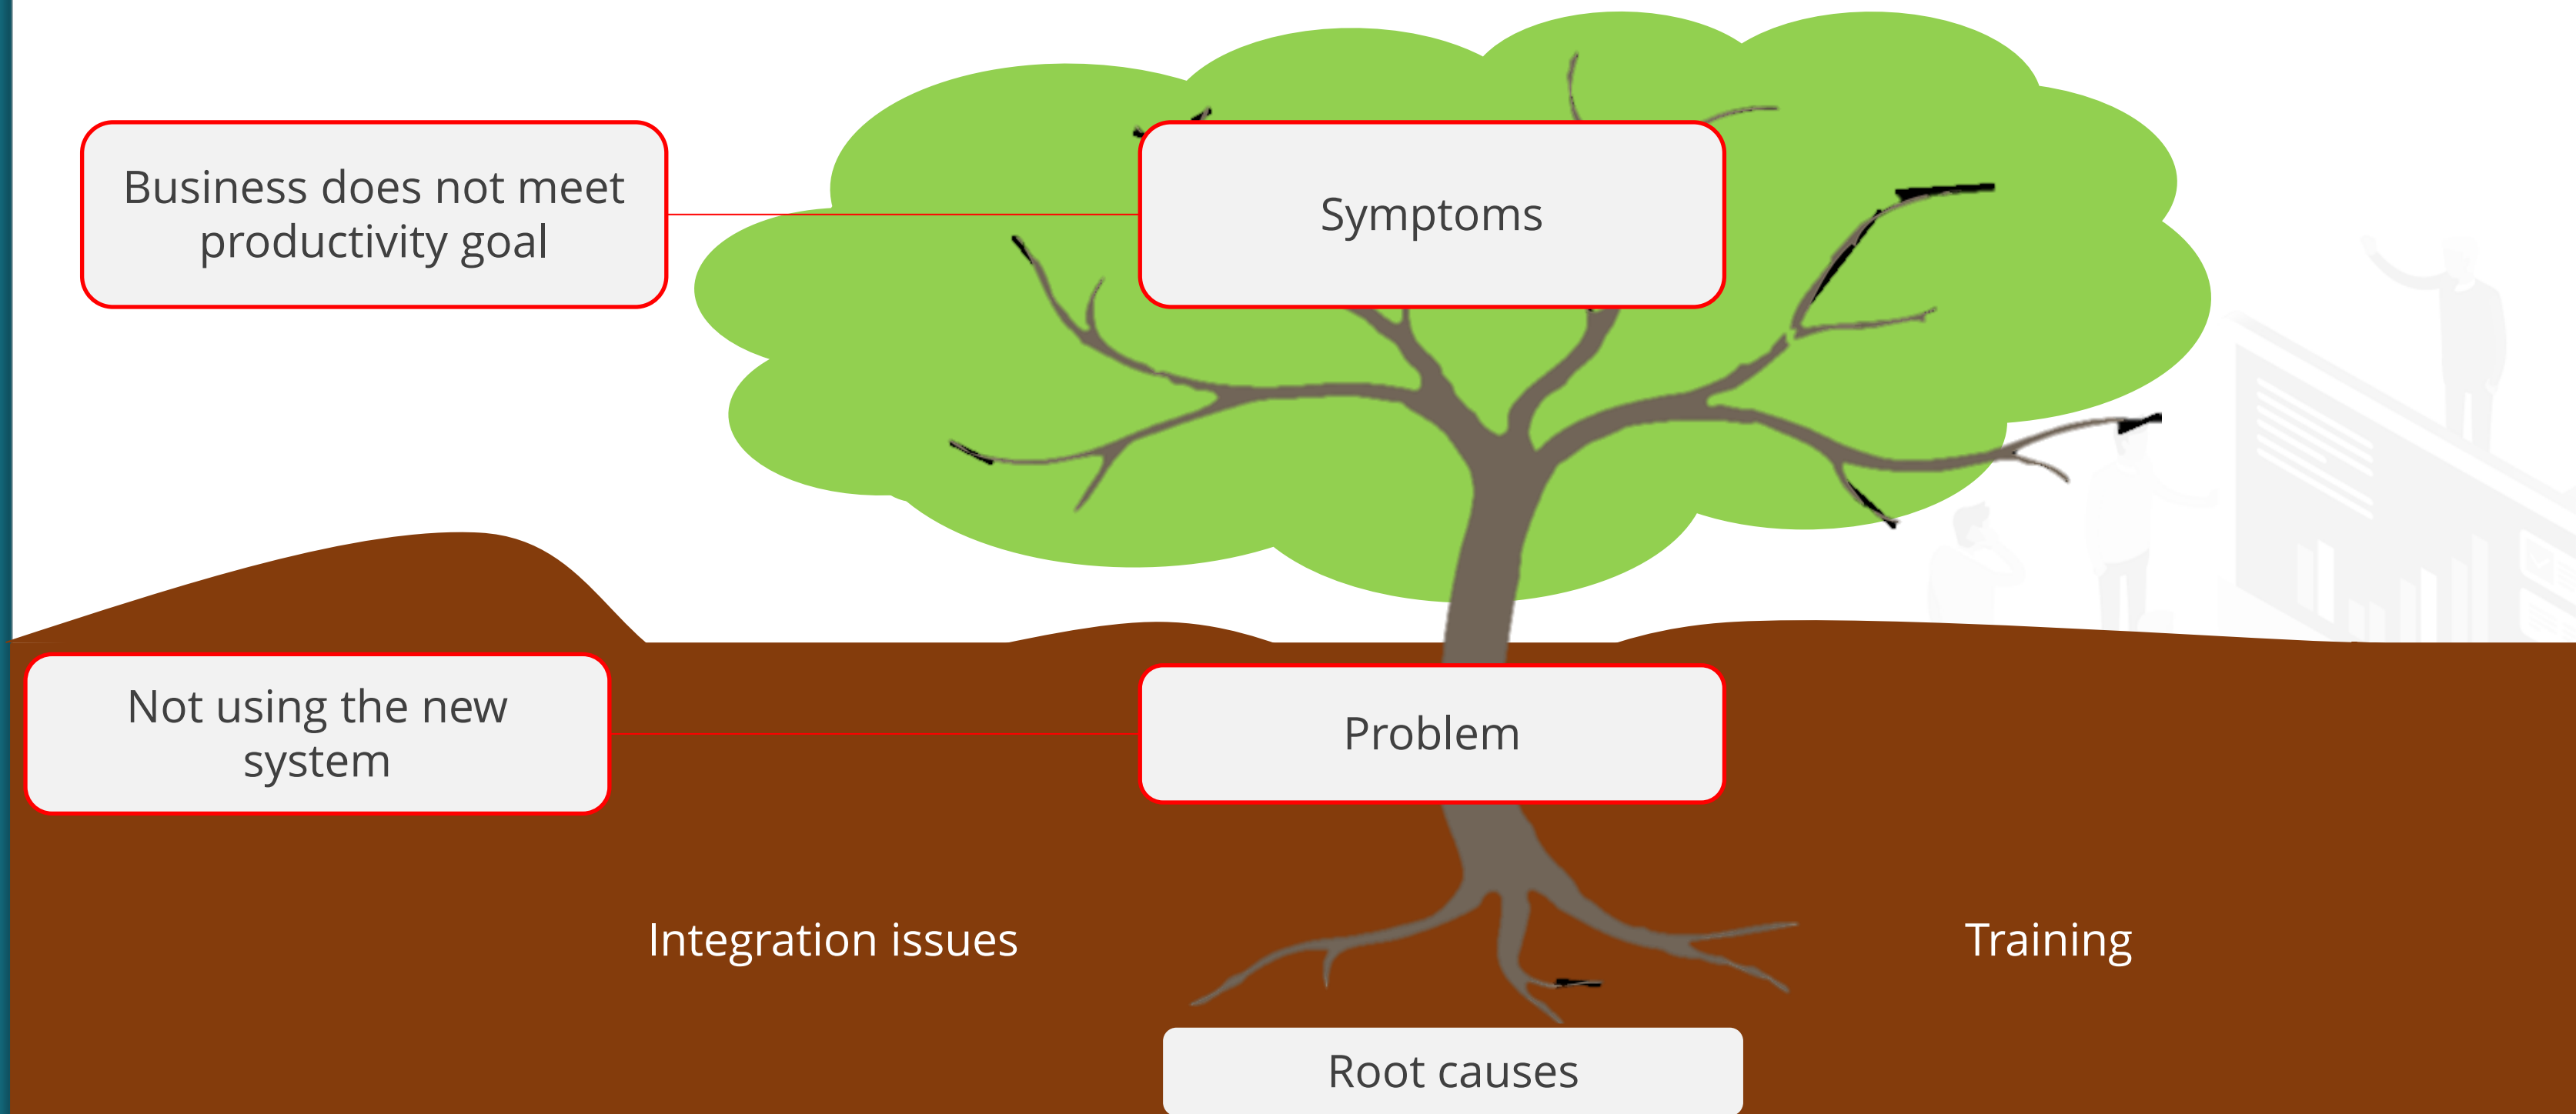 Business does not meet
productivity goal
Symptoms
Not using the new
system
Problem
Integration issues
Training
Root causes